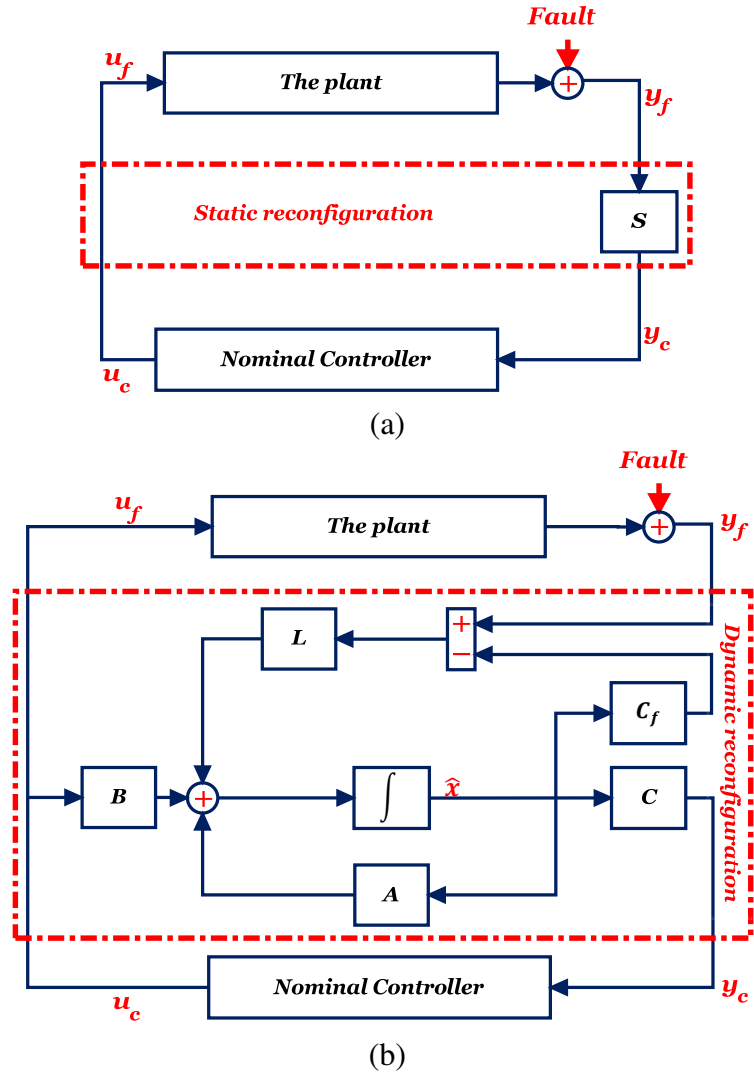 Fault
u_f
The plant
+
y_f
Static reconfiguration
S
Nominal Controller
u_c
y_c
(a)
Fault
u_f
The plant
+
y_f
L
+
−
Dynamic reconfiguration
C_f
B
+
∫
x̂
C
A
Nominal Controller
u_c
y_c
(b)